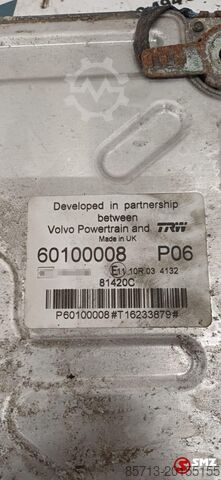 Developed in partnership
between
Volvo Powertrain and TRW
Made in UK
60100008 P06
E11 10R 03 4132
81420C
P60100008#T16233879#
SMZ
85713-20105155